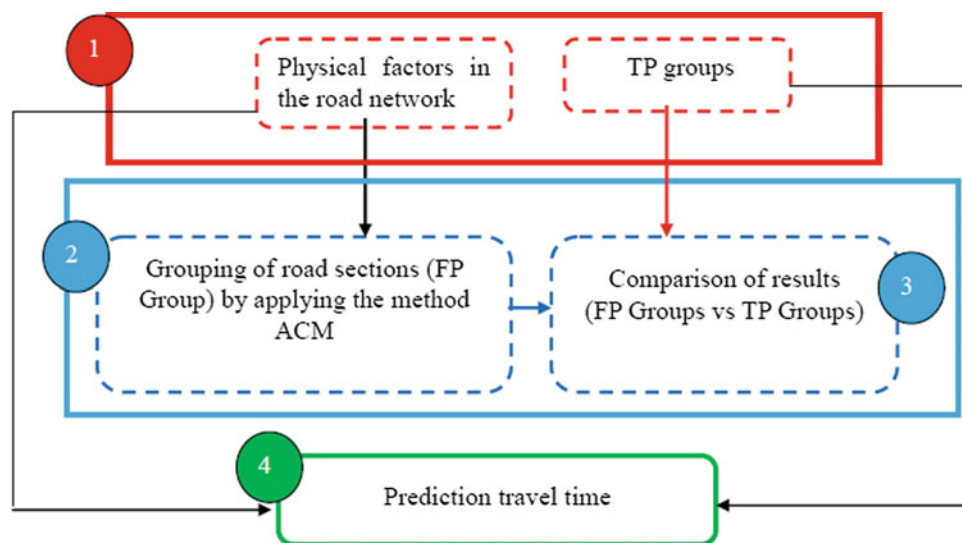 1
Physical factors in
the road network
TP groups
2
Grouping of road sections (FP
Group) by applying the method
ACM
Comparison of results
(FP Groups vs TP Groups)
3
4
Prediction travel time